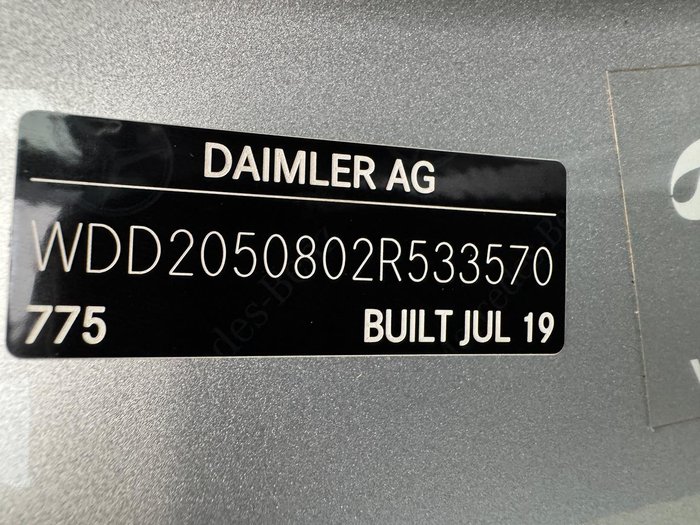 DAIMLER AG
WDD2050802R533570
775 BUILT JUL 19